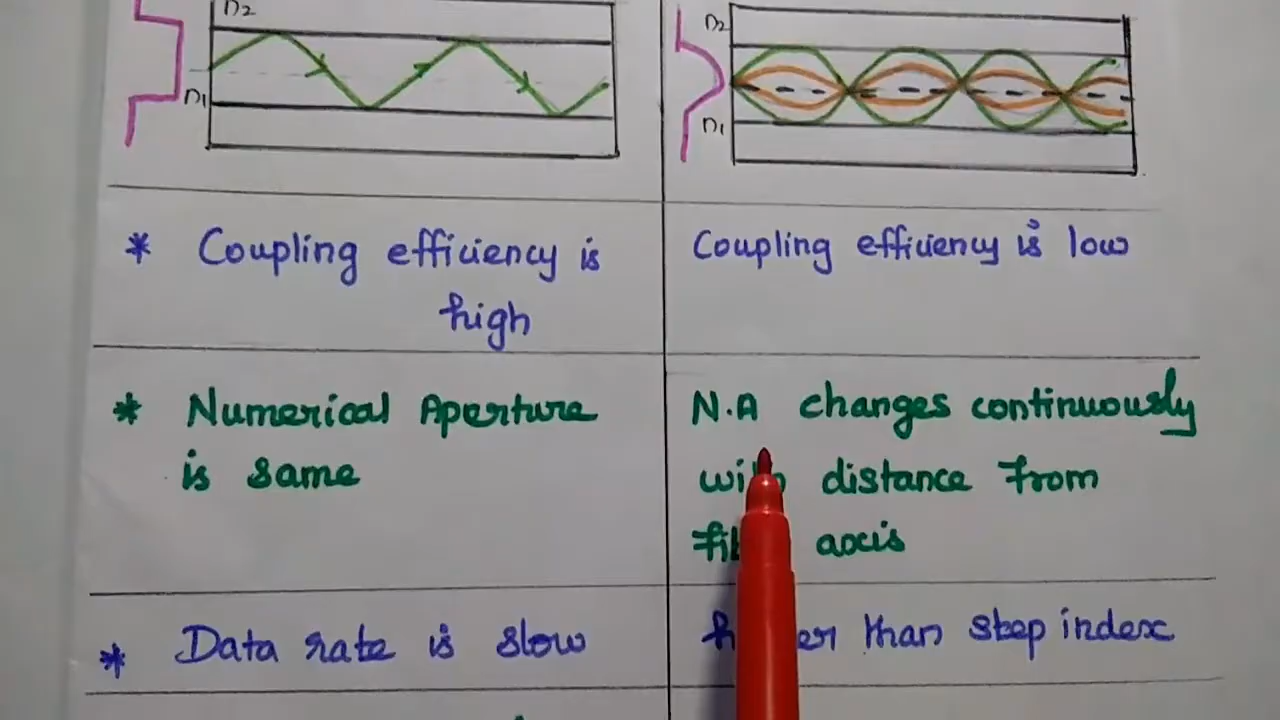 n2
n2
n1
n1
* Coupling efficiency is
high
Coupling efficiency is low
* Numerical Aperture
is same
N.A changes continuously
with distance from
axis
* Data rate is slow
than step index